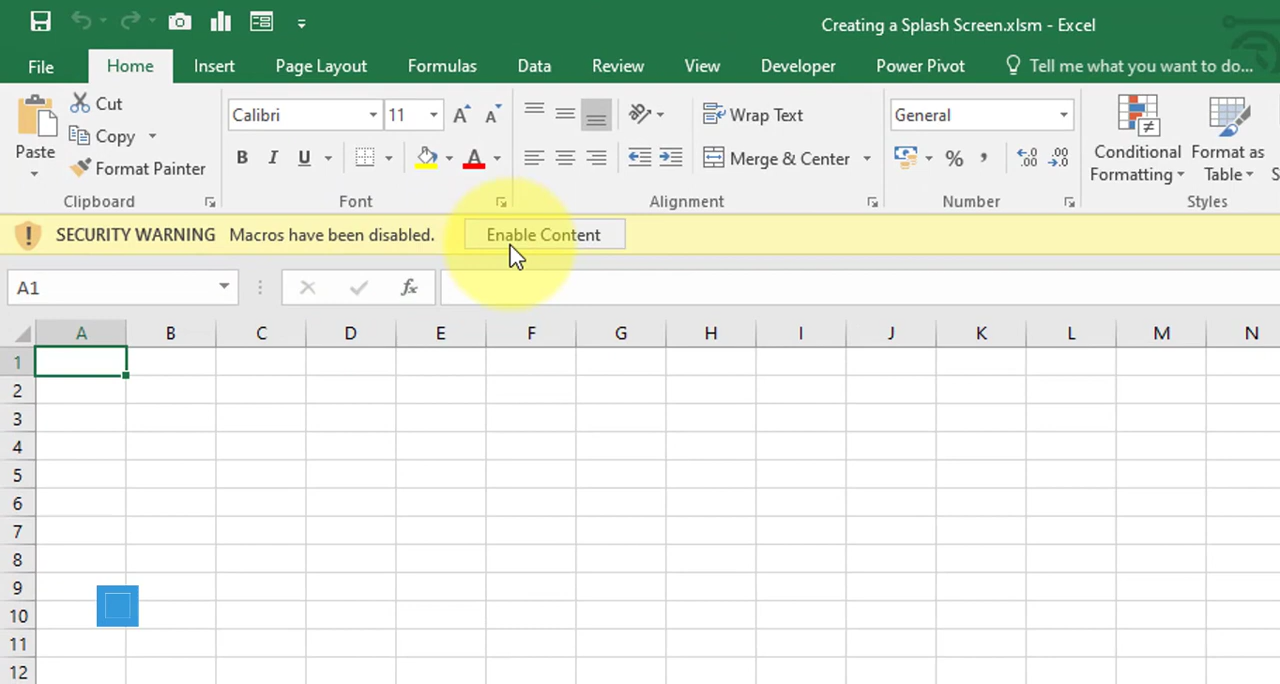 Creating a Splash Screen.xlsm - Excel
File Home Insert Page Layout Formulas Data Review View Developer Power Pivot Tell me what you want to do...
Paste
Cut
Copy
Format Painter
Clipboard
Calibri 11
B I U A
Font
Wrap Text
Merge & Center
Alignment
General
% , .00 .0
Number
Conditional Formatting
Format as Table
Styles
SECURITY WARNING Macros have been disabled. Enable Content
A1 fx
A B C D E F G H I J K L M N
1
2
3
4
5
6
7
8
9
10
11
12